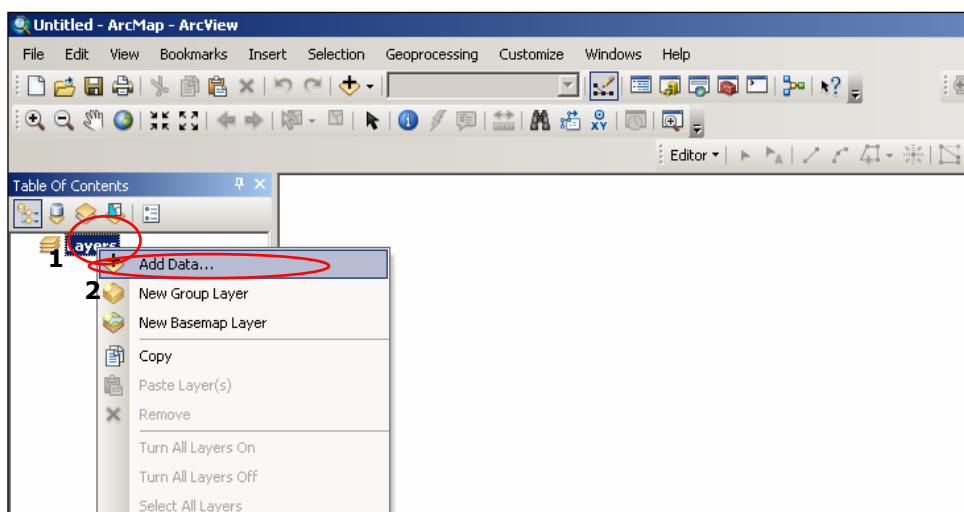 Untitled - ArcMap - ArcView
File Edit View Bookmarks Insert Selection Geoprocessing Customize Windows Help
Editor
Table Of Contents
Layers
1
Add Data...
2
New Group Layer
New Basemap Layer
Copy
Paste Layer(s)
Remove
Turn All Layers On
Turn All Layers Off
Select All Layers